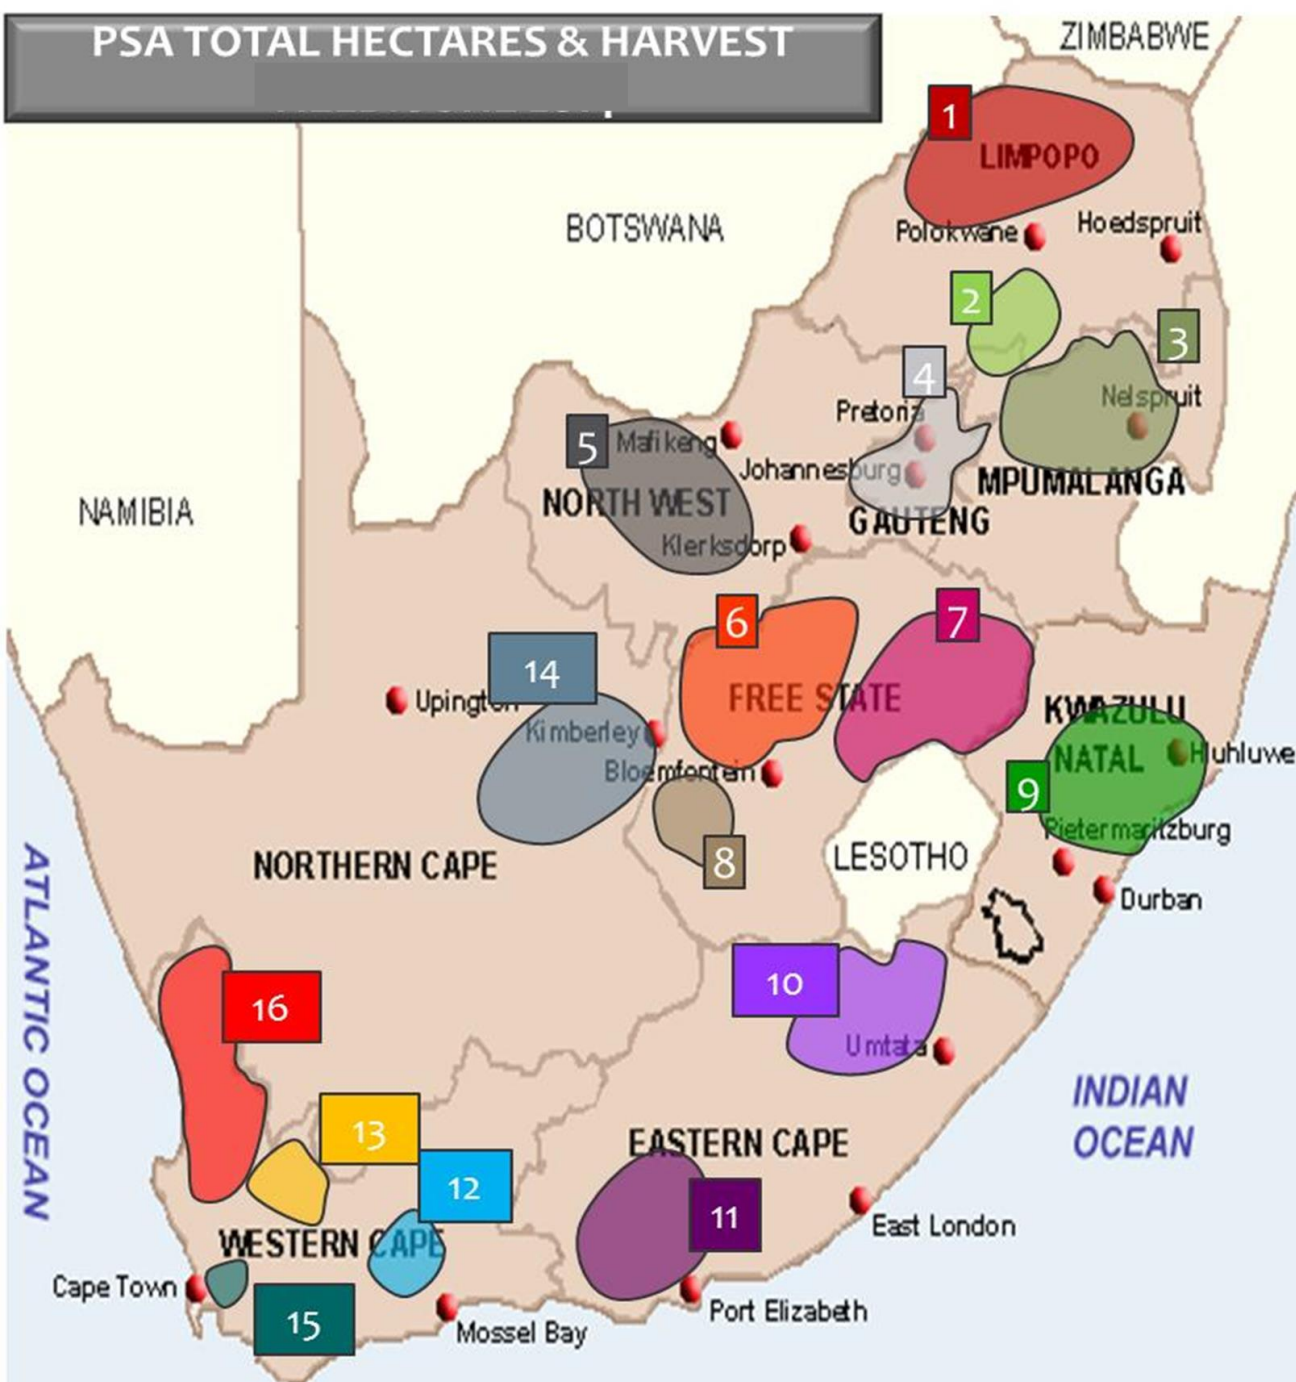 PSA TOTAL HECTARES & HARVEST
ZIMBABWE
1
LIMPOPO
BOTSWANA
Polokwane
Hoedspruit
2
3
4
Nelspruit
Pretoria
5
Mafikeng
Johannesburg
MPUMALANGA
NORTH WEST
NAMIBIA
GAUTENG
Klerksdorp
6
7
14
Upington
FREE STATE
KWAZULU
NATAL
Kimberley
Hluhluwe
Bloemfontein
9
Pietermaritzburg
8
LESOTHO
NORTHERN CAPE
Durban
ATLANTIC OCEAN
10
16
Umtata
INDIAN
OCEAN
13
EASTERN CAPE
12
11
East London
WESTERN CAPE
Cape Town
15
Port Elizabeth
Mossel Bay